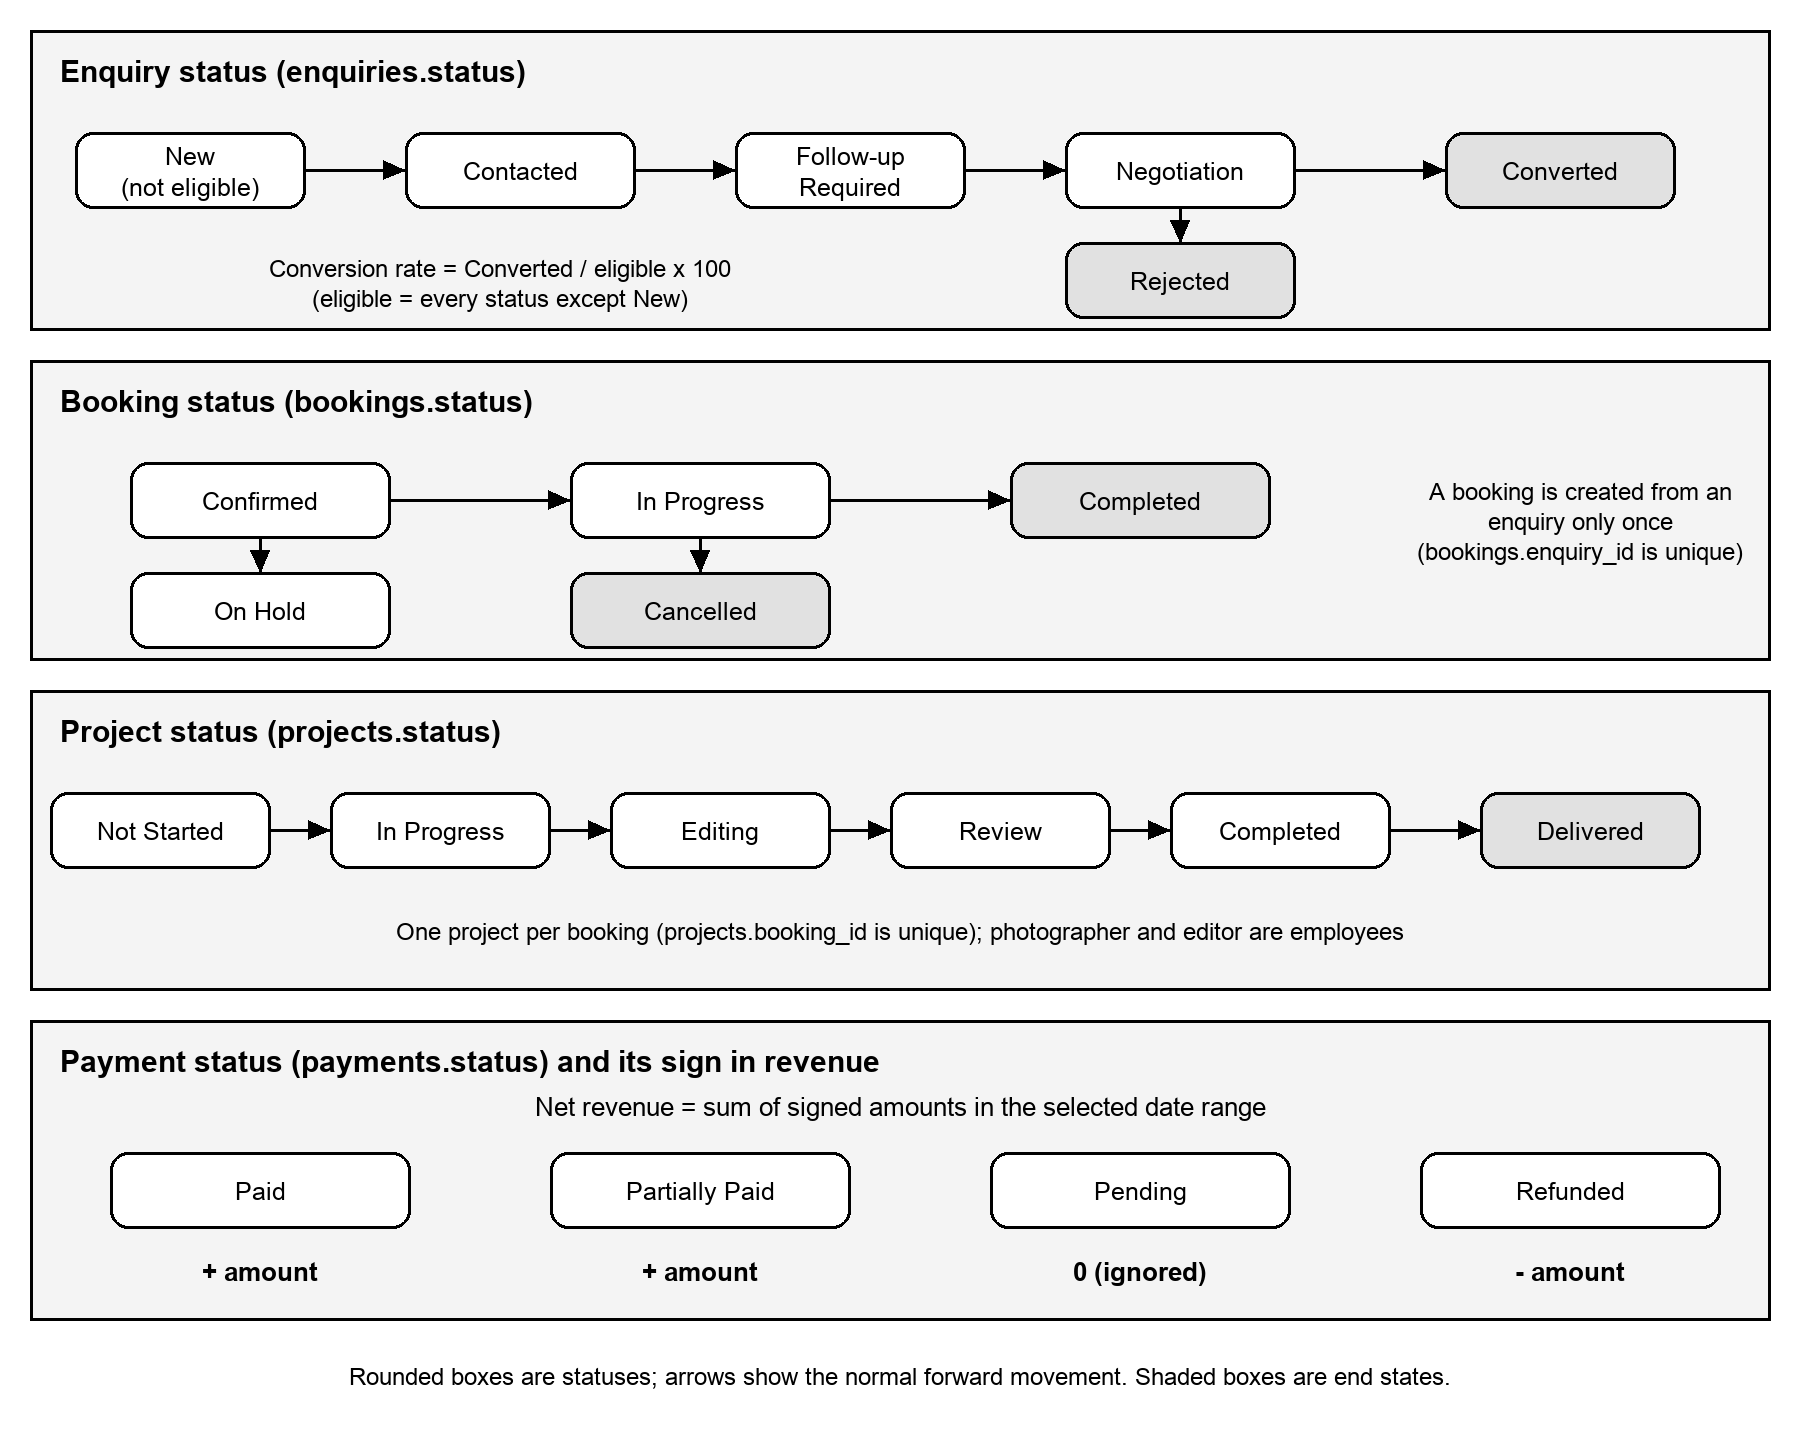 Enquiry status (enquiries.status)
New
(not eligible)
Contacted
Follow-up
Required
Negotiation
Converted
Rejected
Conversion rate = Converted / eligible x 100
(eligible = every status except New)
Booking status (bookings.status)
Confirmed
In Progress
Completed
On Hold
Cancelled
A booking is created from an
enquiry only once
(bookings.enquiry_id is unique)
Project status (projects.status)
Not Started
In Progress
Editing
Review
Completed
Delivered
One project per booking (projects.booking_id is unique); photographer and editor are employees
Payment status (payments.status) and its sign in revenue
Net revenue = sum of signed amounts in the selected date range
Paid
Partially Paid
Pending
Refunded
+ amount
+ amount
0 (ignored)
- amount
Rounded boxes are statuses; arrows show the normal forward movement. Shaded boxes are end states.